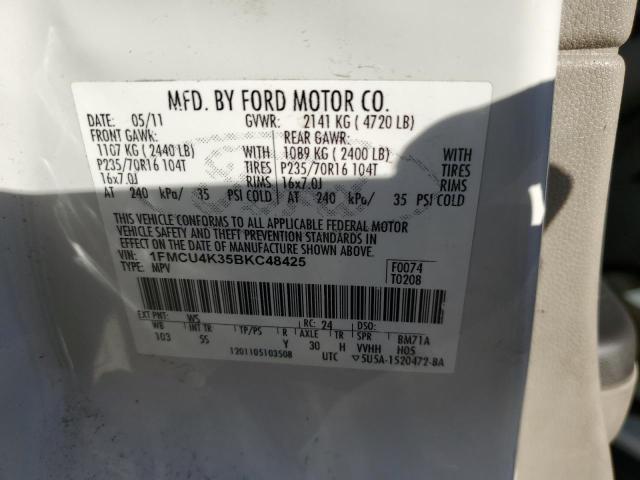 MFD. BY FORD MOTOR CO.
05/11 GVWR: 2141 KG ( 4720 LB)
FRONT GAWR: REAR GAWR:
1107 KG ( 2440 LB) WITH 1089 KG ( 2400 LB) WITH
P235/70R16 104T TIRES P235/70R16 104T TIRES
16x7.0J RIMS 16x7.0J RIMS
AT 240 kPa/ 35 PSI COLD AT 240 kPa/ 35 PSI COLD
THIS VEHICLE CONFORMS TO ALL APPLICABLE FEDERAL MOTOR
VEHICLE SAFETY AND THEFT PREVENTION STANDARDS IN
EFFECT ON THE DATE OF MANUFACTURE SHOWN ABOVE.
VIN: 1FMCU4K35BKC48425 F0074
TYPE: MPV T0208
EXT PNT: WS RC: 24 DSO:
WB INT TR TP/PS R AXLE TR SPR BM71A
103 5S Y 30 H VVHH H05
1201105103508 UTC 5U5A-1520472-BA